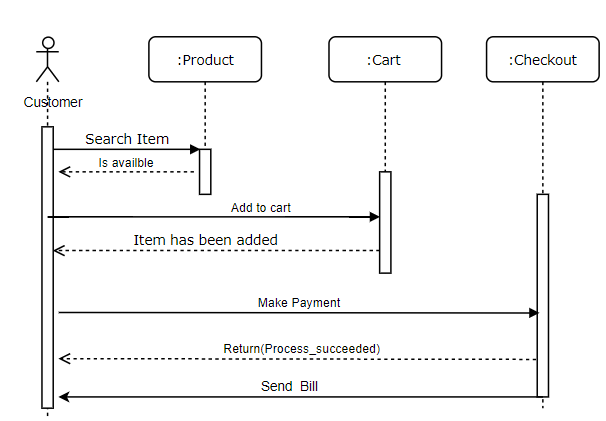 :Product
:Cart
:Checkout
Customer
Search Item
Is availble
Add to cart
Item has been added
Make Payment
Return(Process_succeeded)
Send Bill